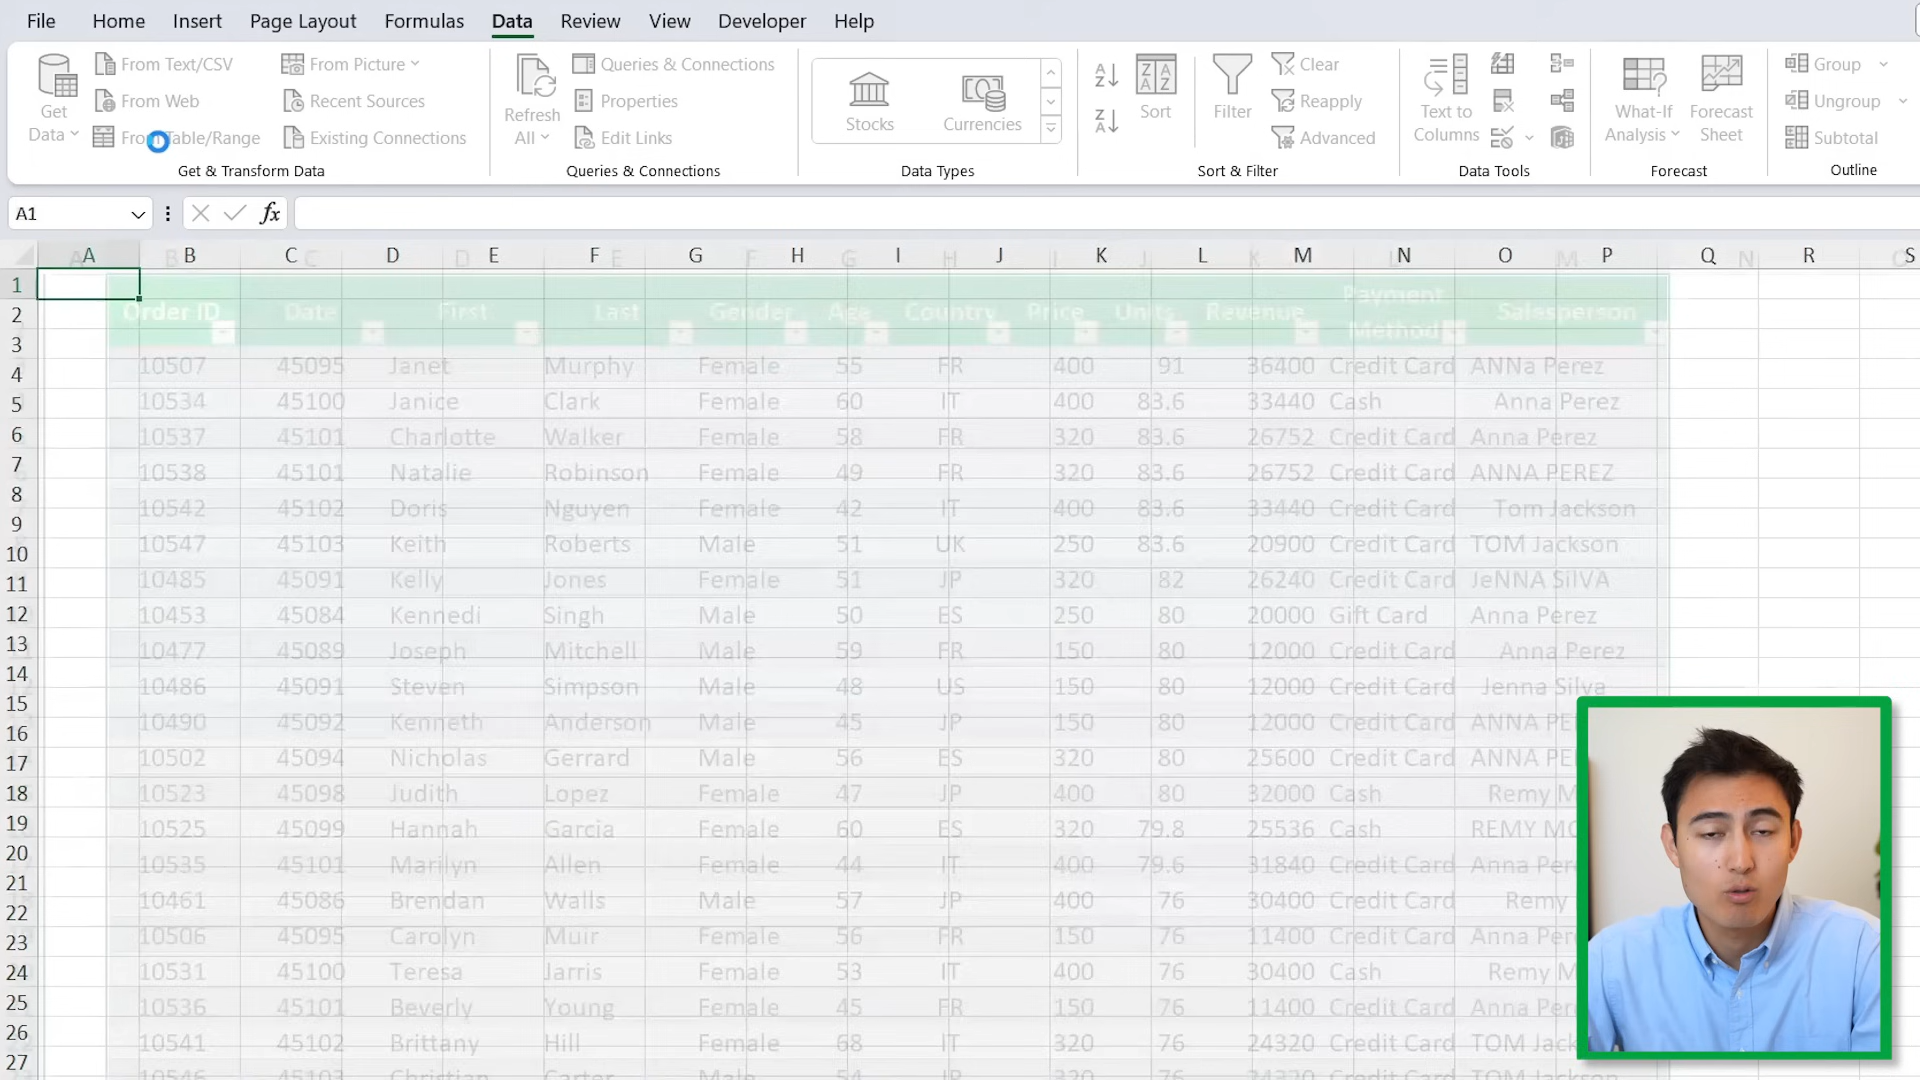 File Home Insert Page Layout Formulas Data Review View Developer Help
Get Data
From Text/CSV
From Web
From Table/Range
From Picture
Recent Sources
Existing Connections
Get & Transform Data
Refresh All
Queries & Connections
Properties
Edit Links
Queries & Connections
Stocks
Currencies
Data Types
Sort
Filter
Clear
Reapply
Advanced
Sort & Filter
Text to Columns
Data Tools
What-If Analysis
Forecast Sheet
Forecast
Group
Ungroup
Subtotal
Outline
A1 fx
A B C D E F G H I J K L M N O P Q R S
1
2 Order ID Date First Last Gender Age Country Price Units Revenue Payment Method Salesperson
3
4 10507 45095 Janet Murphy Female 55 FR 400 91 36400 Credit Card ANNa Perez
5 10534 45100 Janice Clark Female 60 IT 400 83.6 33440 Cash Anna Perez
6 10537 45101 Charlotte Walker Female 58 FR 320 83.6 26752 Credit Card Anna Perez
7 10538 45101 Natalie Robinson Female 49 FR 320 83.6 26752 Credit Card ANNA PEREZ
8 10542 45102 Doris Nguyen Female 42 IT 400 83.6 33440 Credit Card Tom Jackson
9
10 10547 45103 Keith Roberts Male 51 UK 250 83.6 20900 Credit Card TOM Jackson
11 10485 45091 Kelly Jones Female 51 JP 320 82 26240 Credit Card JeNNA SilVA
12 10453 45084 Kennedi Singh Male 50 ES 250 80 20000 Gift Card Anna Perez
13 10477 45089 Joseph Mitchell Male 59 FR 150 80 12000 Credit Card Anna Perez
14 10486 45091 Steven Simpson Male 48 US 150 80 12000 Credit Card Jenna Silva
15
16 10490 45092 Kenneth Anderson Male 45 JP 150 80 12000 Credit Card ANNA PE
17 10502 45094 Nicholas Gerrard Male 56 ES 320 80 25600 Credit Card ANNA PE
18 10523 45098 Judith Lopez Female 47 JP 400 80 32000 Cash Remy M
19 10525 45099 Hannah Garcia Female 60 ES 320 79.8 25536 Cash REMY MO
20
21 10535 45101 Marilyn Allen Female 44 IT 400 79.6 31840 Credit Card Anna Per
22 10461 45086 Brendan Walls Male 57 JP 400 76 30400 Credit Card Remy
23 10506 45095 Carolyn Muir Female 56 FR 150 76 11400 Credit Card Anna Per
24 10531 45100 Teresa Jarris Female 53 IT 400 76 30400 Cash Remy M
25 10536 45101 Beverly Young Female 45 FR 150 76 11400 Credit Card Anna Per
26 10541 45102 Brittany Hill Female 68 IT 320 76 24320 Credit Card TOM Jack
27 10546 45103 Christian Carter Male 54 JP 320 76 24320 Credit Card TOM Jackson